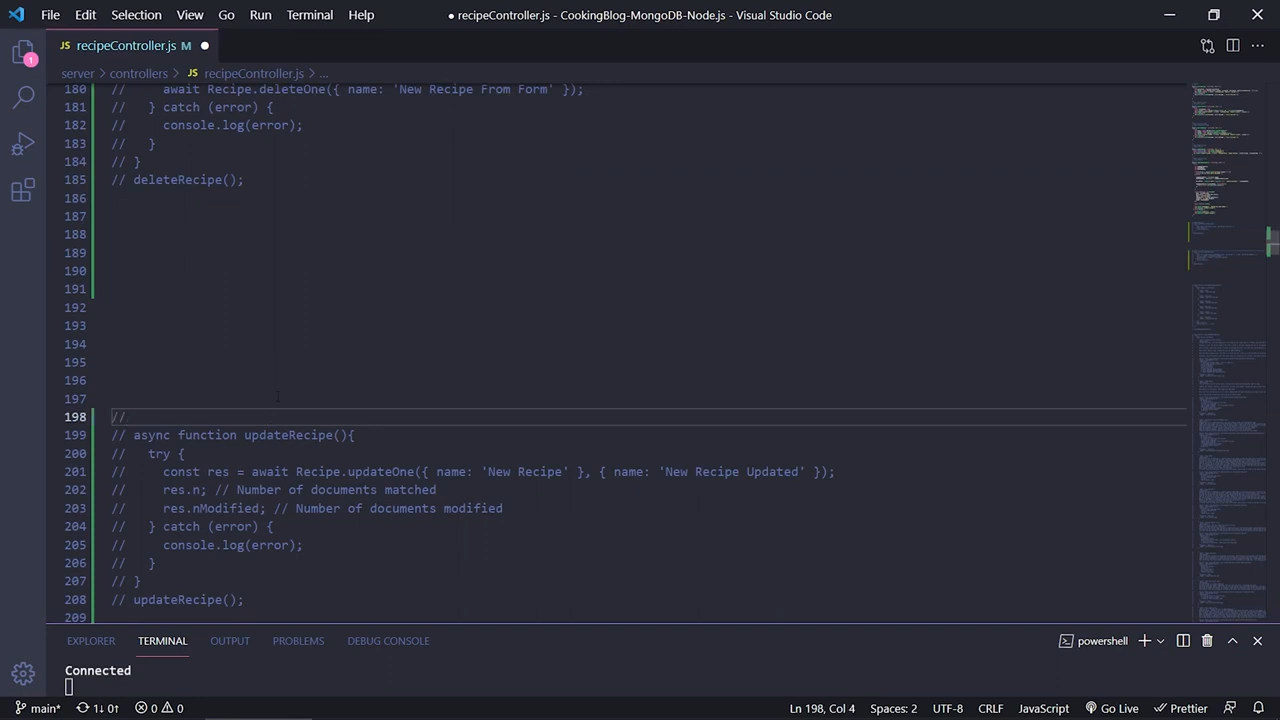 File Edit Selection View Go Run Terminal Help ● recipeController.js - CookingBlog-MongoDB-Node.js - Visual Studio Code
JS recipeController.js M
server > controllers > JS recipeController.js > ...
180 // await Recipe.deleteOne({ name: 'New Recipe From Form' });
181 // } catch (error) {
182 // console.log(error);
183 // }
184 // }
185 // deleteRecipe();
186
187
188
189
190
191
192
193
194
195
196
197
198 //
199 // async function updateRecipe(){
200 // try {
201 // const res = await Recipe.updateOne({ name: 'New Recipe' }, { name: 'New Recipe Updated' });
202 // res.n; // Number of documents matched
203 // res.nModified; // Number of documents modified
204 // } catch (error) {
205 // console.log(error);
206 // }
207 // }
208 // updateRecipe();
209
EXPLORER TERMINAL OUTPUT PROBLEMS DEBUG CONSOLE powershell
Connected
1
main* 1↓ 0↑ 0 0 Ln 198, Col 4 Spaces: 2 UTF-8 CRLF JavaScript Go Live Prettier